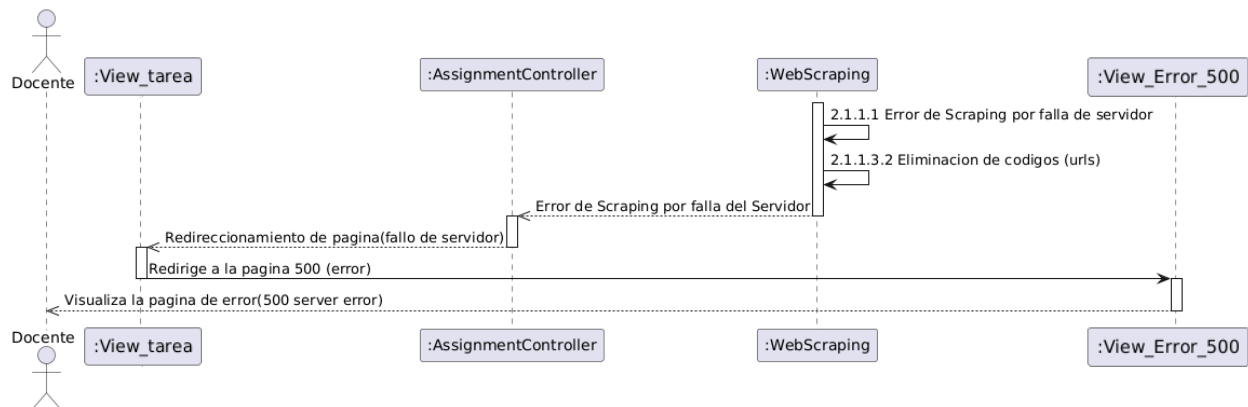 Docente
:View_tarea
:AssignmentController
:WebScraping
:View_Error_500
2.1.1.1 Error de Scraping por falla de servidor
2.1.1.3.2 Eliminacion de codigos (urls)
Error de Scraping por falla del Servidor
Redireccionamiento de pagina(fallo de servidor)
Redirige a la pagina 500 (error)
Visualiza la pagina de error(500 server error)
Docente
:View_tarea
:AssignmentController
:WebScraping
:View_Error_500